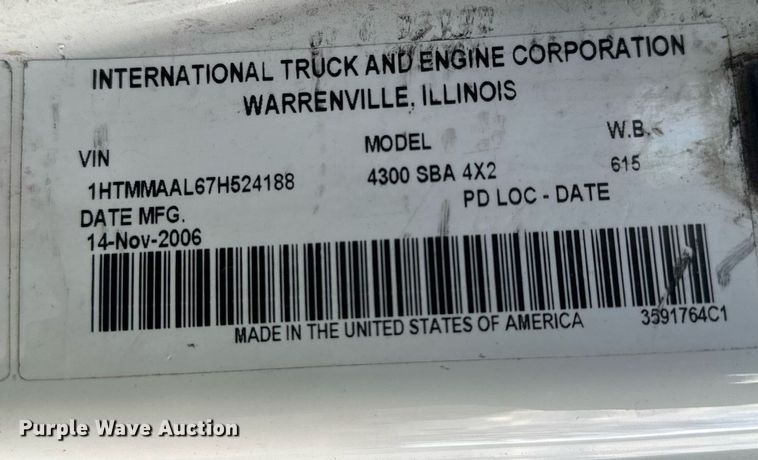 INTERNATIONAL TRUCK AND ENGINE CORPORATION
WARRENVILLE, ILLINOIS
VIN MODEL W.B.
1HTMMAAL67H524188 4300 SBA 4X2 615
DATE MFG. PD LOC - DATE
14-Nov-2006
MADE IN THE UNITED STATES OF AMERICA 3591764C1
Purple Wave Auction